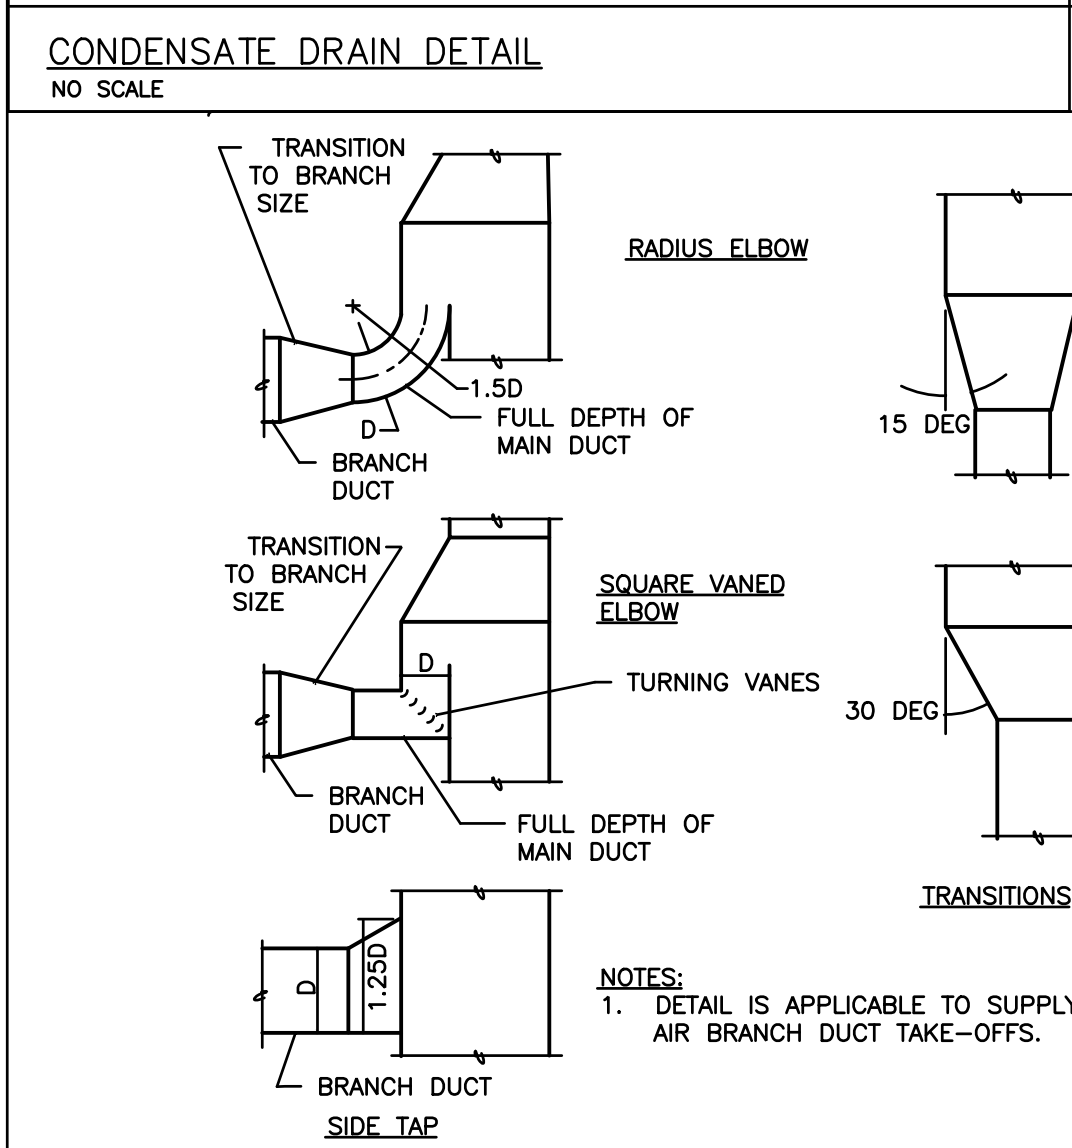 CONDENSATE DRAIN DETAIL
NO SCALE
TRANSITION
TO BRANCH
SIZE
RADIUS ELBOW
1.5D
D
FULL DEPTH OF
MAIN DUCT
BRANCH
DUCT
15 DEG
TRANSITION
TO BRANCH
SIZE
SQUARE VANED
ELBOW
D
TURNING VANES
30 DEG
BRANCH
DUCT
FULL DEPTH OF
MAIN DUCT
TRANSITIONS
D
1.25D
NOTES:
1. DETAIL IS APPLICABLE TO SUPPLY
AIR BRANCH DUCT TAKE-OFFS.
BRANCH DUCT
SIDE TAP